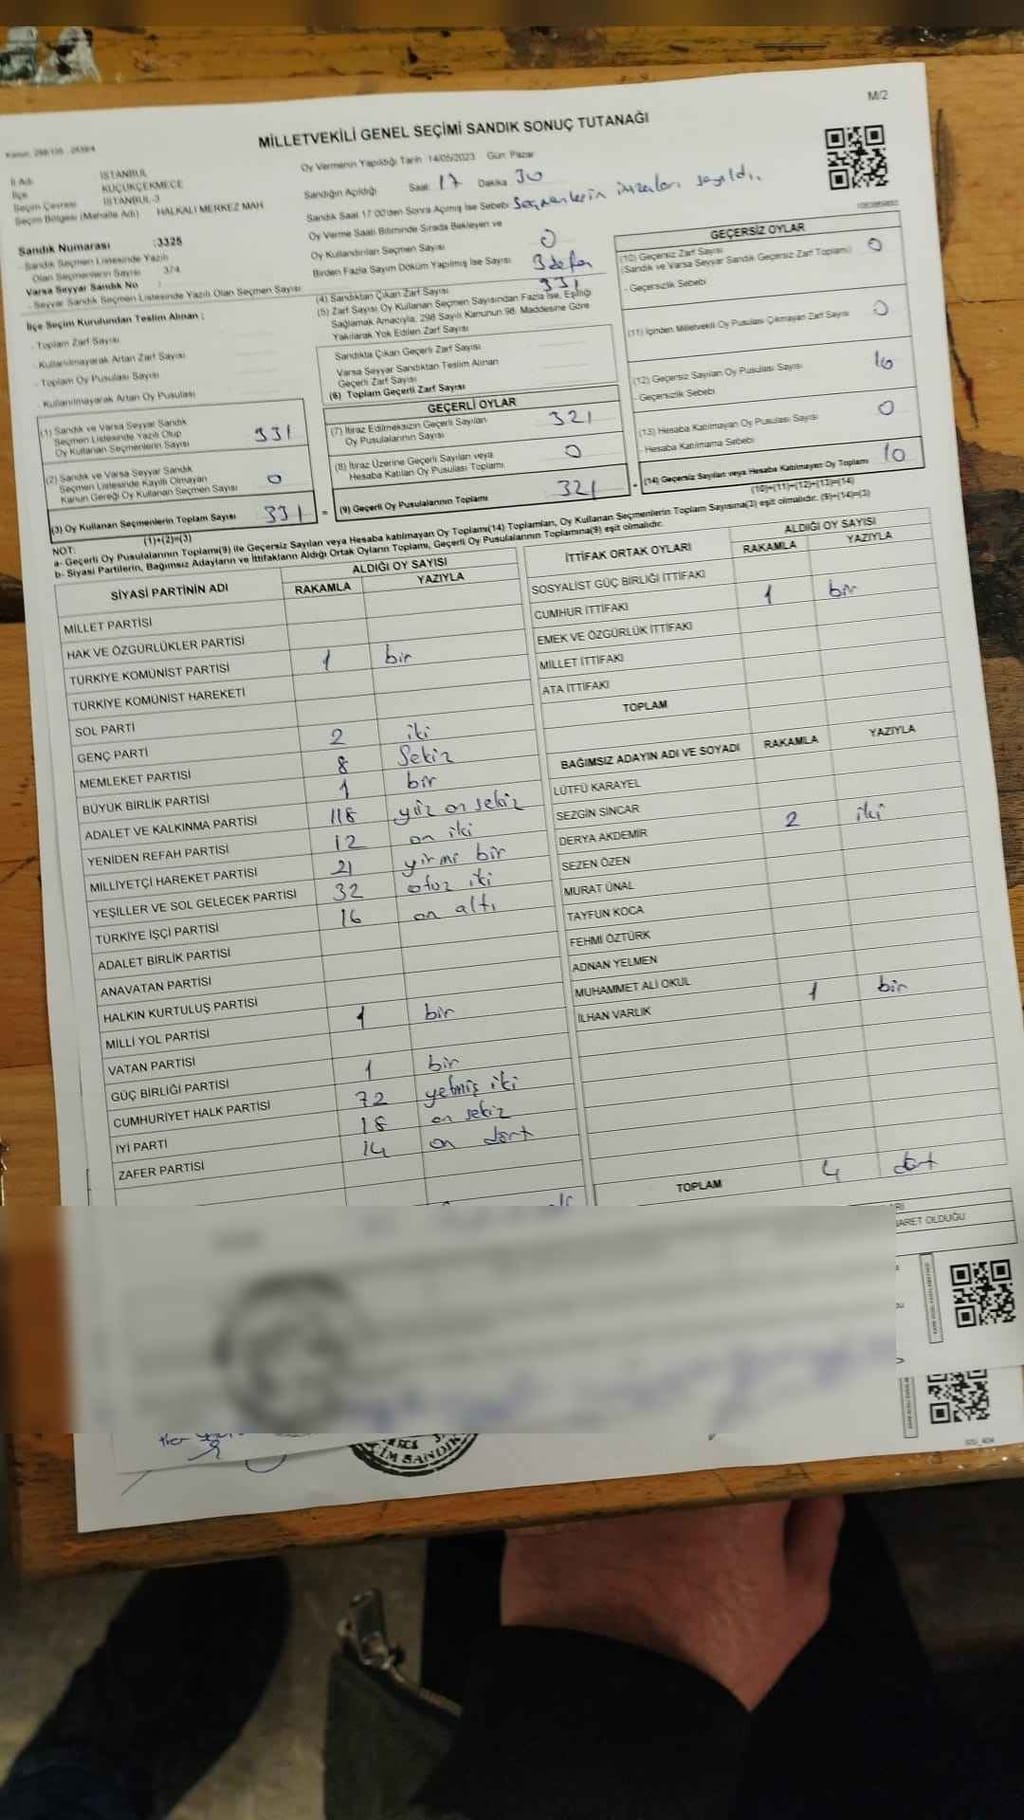 M/2
MİLLETVEKİLİ GENEL SEÇİMİ SANDIK SONUÇ TUTANAĞI
Oy Vermenin Yapıldığı Tarih 14/05/2023 Gün: Pazar
İl Adı İSTANBUL
İlçe KÜÇÜKÇEKMECE
Seçim Çevresi İSTANBUL-3
Seçim Bölgesi (Mahalle Adı) HALKALI MERKEZ MAH
Sandığın Açıldığı Saat: 17 Dakika 30
Sandık Saat 17:00'den Sonra Açmış İse Sebebi Seçmenlerin imzaları sayıldı.
Oy Verme Saati Bitiminde Sırada Bekleyen ve
Oy Kullandırılan Seçmen Sayısı 0
Birden Fazla Sayım Döküm Yapılmış İse Sayısı 3 defa
Sandık Numarası :3325
Sandık Seçmen Listesinde Yazılı
Olan Seçmenlerin Sayısı 374
Varsa Seyyar Sandık No :
- Seyyar Sandık Seçmen Listesinde Yazılı Olan Seçmen Sayısı
İlçe Seçim Kurulundan Teslim Alınan ;
- Toplam Zarf Sayısı
- Kullanılmayarak Artan Zarf Sayısı
- Toplam Oy Pusulası Sayısı
- Kullanılmayarak Artan Oy Pusulası
(4) Sandıktan Çıkan Zarf Sayısı 331
(5) Zarf Sayısı Oy Kullanan Seçmen Sayısından Fazla İse, Eşitliği
Sağlamak Amacıyla, 298 Sayılı Kanunun 98. Maddesine Göre
Yakılarak Yok Edilen Zarf Sayısı
Sandıkta Çıkan Geçerli Zarf Sayısı
Varsa Seyyar Sandıktan Teslim Alınan
Geçerli Zarf Sayısı
(6) Toplam Geçerli Zarf Sayısı
GEÇERSİZ OYLAR
(10) Geçersiz Zarf Sayısı 0
(Sandık ve Varsa Seyyar Sandık Geçersiz Zarf Toplamı)
- Geçersizlik Sebebi
(11) İçinden Milletvekili Oy Pusulası Çıkmayan Zarf Sayısı 0
(12) Geçersiz Sayılan Oy Pusulası Sayısı 10
- Geçersizlik Sebebi
(13) Hesaba Katılmayan Oy Pusulası Sayısı 0
- Hesaba Katılmama Sebebi
(14) Geçersiz Sayılan veya Hesaba Katılmayan Oy Toplamı 10
(10)+(11)+(12)+(13)=(14)
(1) Sandık ve Varsa Seyyar Sandık
Seçmen Listesinde Yazılı Olup
Oy Kullanan Seçmenlerin Sayısı 331
(2) Sandık ve Varsa Seyyar Sandık
Seçmen Listesinde Kayıtlı Olmayan
Kanun Gereği Oy Kullanan Seçmen Sayısı 0
(3) Oy Kullanan Seçmenlerin Toplam Sayısı 331
(1)+(2)=(3)
GEÇERLİ OYLAR
(7) İtiraz Edilmeksizin Geçerli Sayılan
Oy Pusulalarının Sayısı 321
(8) İtiraz Üzerine Geçerli Sayılan veya
Hesaba Katılan Oy Pusulası Toplamı 0
= (9) Geçerli Oy Pusulalarının Toplamı 321 +
NOT:
a- Geçerli Oy Pusulalarının Toplamı(9) ile Geçersiz Sayılan veya Hesaba katılmayan Oy Toplamı(14) Toplamları, Oy Kullanan Seçmenlerin Toplam Sayısına(3) eşit olmalıdır. (9)+(14)=(3)
b- Siyasi Partilerin, Bağımsız Adayların ve İttifakların Aldığı Ortak Oyların Toplamı, Geçerli Oy Pusulalarının Toplamına(9) eşit olmalıdır.
SİYASİ PARTİNİN ADI ALDIĞI OY SAYISI
RAKAMLA YAZIYLA
MİLLET PARTİSİ
HAK VE ÖZGÜRLÜKLER PARTİSİ
TÜRKİYE KOMÜNİST PARTİSİ 1 bir
TÜRKİYE KOMÜNİST HAREKETİ
SOL PARTİ
GENÇ PARTİ 2 iki
MEMLEKET PARTİSİ 8 Sekiz
BÜYÜK BİRLİK PARTİSİ 1 bir
ADALET VE KALKINMA PARTİSİ 118 yüz on sekiz
YENİDEN REFAH PARTİSİ 12 on iki
MİLLİYETÇİ HAREKET PARTİSİ 21 yirmi bir
YEŞİLLER VE SOL GELECEK PARTİSİ 32 otuz iki
TÜRKİYE İŞÇİ PARTİSİ 16 on altı
ADALET BİRLİK PARTİSİ
ANAVATAN PARTİSİ
HALKIN KURTULUŞ PARTİSİ
MİLLİ YOL PARTİSİ 1 bir
VATAN PARTİSİ
GÜÇ BİRLİĞİ PARTİSİ 1 bir
CUMHURİYET HALK PARTİSİ 72 yetmiş iki
İYİ PARTİ 18 on sekiz
ZAFER PARTİSİ 14 on dört
İTTİFAK ORTAK OYLARI ALDIĞI OY SAYISI
RAKAMLA YAZIYLA
SOSYALİST GÜÇ BİRLİĞİ İTTİFAKI
CUMHUR İTTİFAKI 1 bir
EMEK VE ÖZGÜRLÜK İTTİFAKI
MİLLET İTTİFAKI
ATA İTTİFAKI
TOPLAM
BAĞIMSIZ ADAYIN ADI VE SOYADI RAKAMLA YAZIYLA
LÜTFÜ KARAYEL
SEZGİN SİNCAR
DERYA AKDEMİR 2 iki
SEZEN ÖZEN
MURAT ÜNAL
TAYFUN KOCA
FEHMİ ÖZTÜRK
ADNAN YELMEN
MUHAMMET ALİ OKUL
İLHAN VARLIK 1 bir
TOPLAM 4 dört
ARET OLDUĞU
İM SANDIK